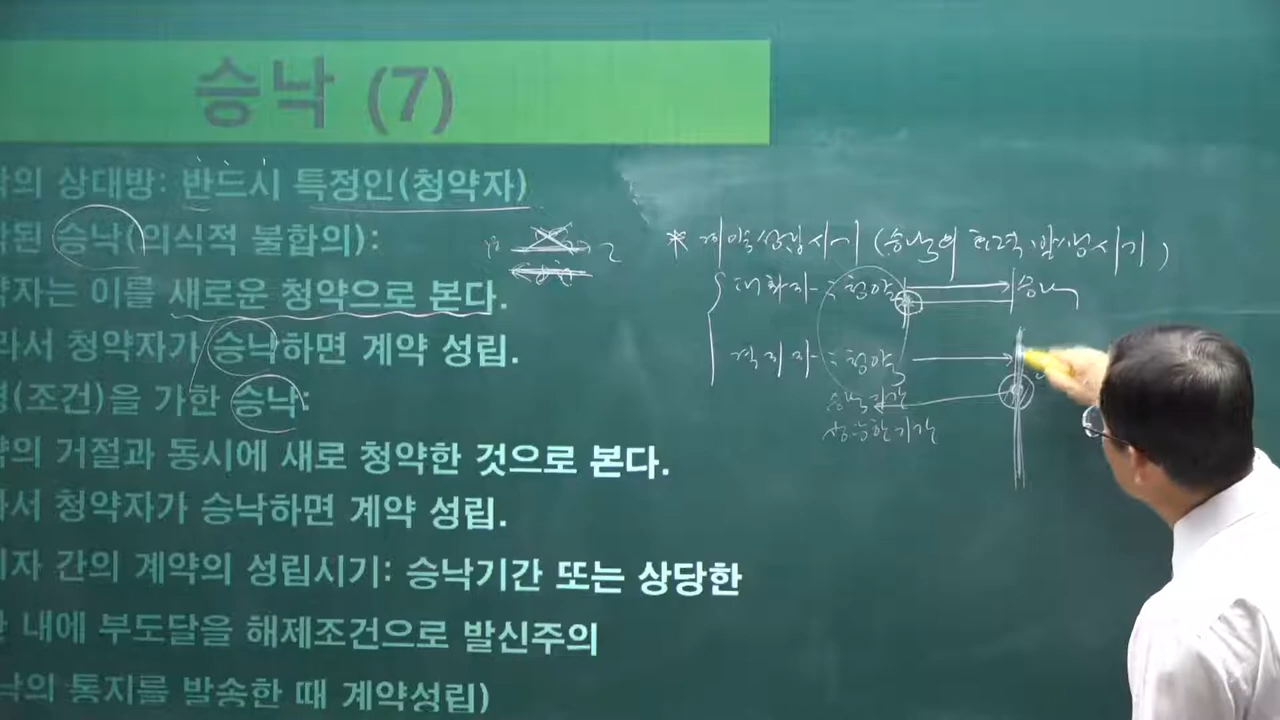 승낙 (7)
의 상대방: 반드시 특정인(청약자)
된 승낙(의식적 불합의):
자는 이를 새로운 청약으로 본다.
라서 청약자가 승낙하면 계약 성립.
(조건)을 가한 승낙:
의 거절과 동시에 새로 청약한 것으로 본다.
서 청약자가 승낙하면 계약 성립.
자 간의 계약의 성립시기: 승낙기간 또는 상당한
내에 부도달을 해제조건으로 발신주의
낙의 통지를 발송한 때 계약성립)
* 계약성립시기 (승낙의 효력 발생시기)
대화자 : 청약 승낙
격지자 : 청약
승낙기간
상당한기간